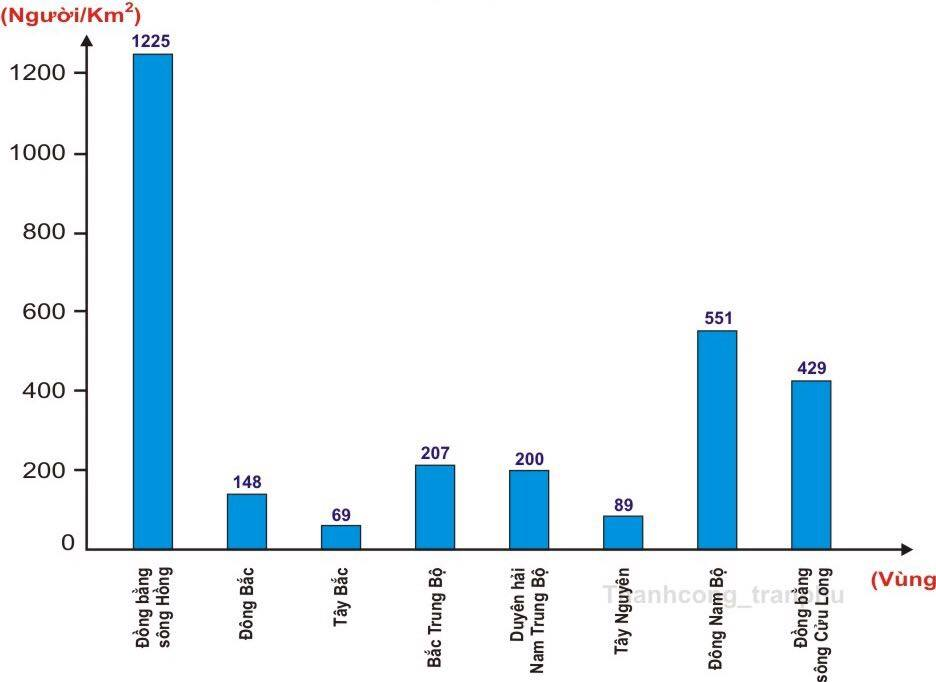 (Người/Km²)
1225
1200
1000
800
600
551
400
429
200
207
200
148
69
89
0
Đồng bằng
sông Hồng
Đông Bắc
Tây Bắc
Bắc Trung Bộ
Duyên hải
Nam Trung Bộ
Tây Nguyên
Đông Nam Bộ
Đồng bằng
sông Cửu Long
(Vùng
Thanhcong_tranphu